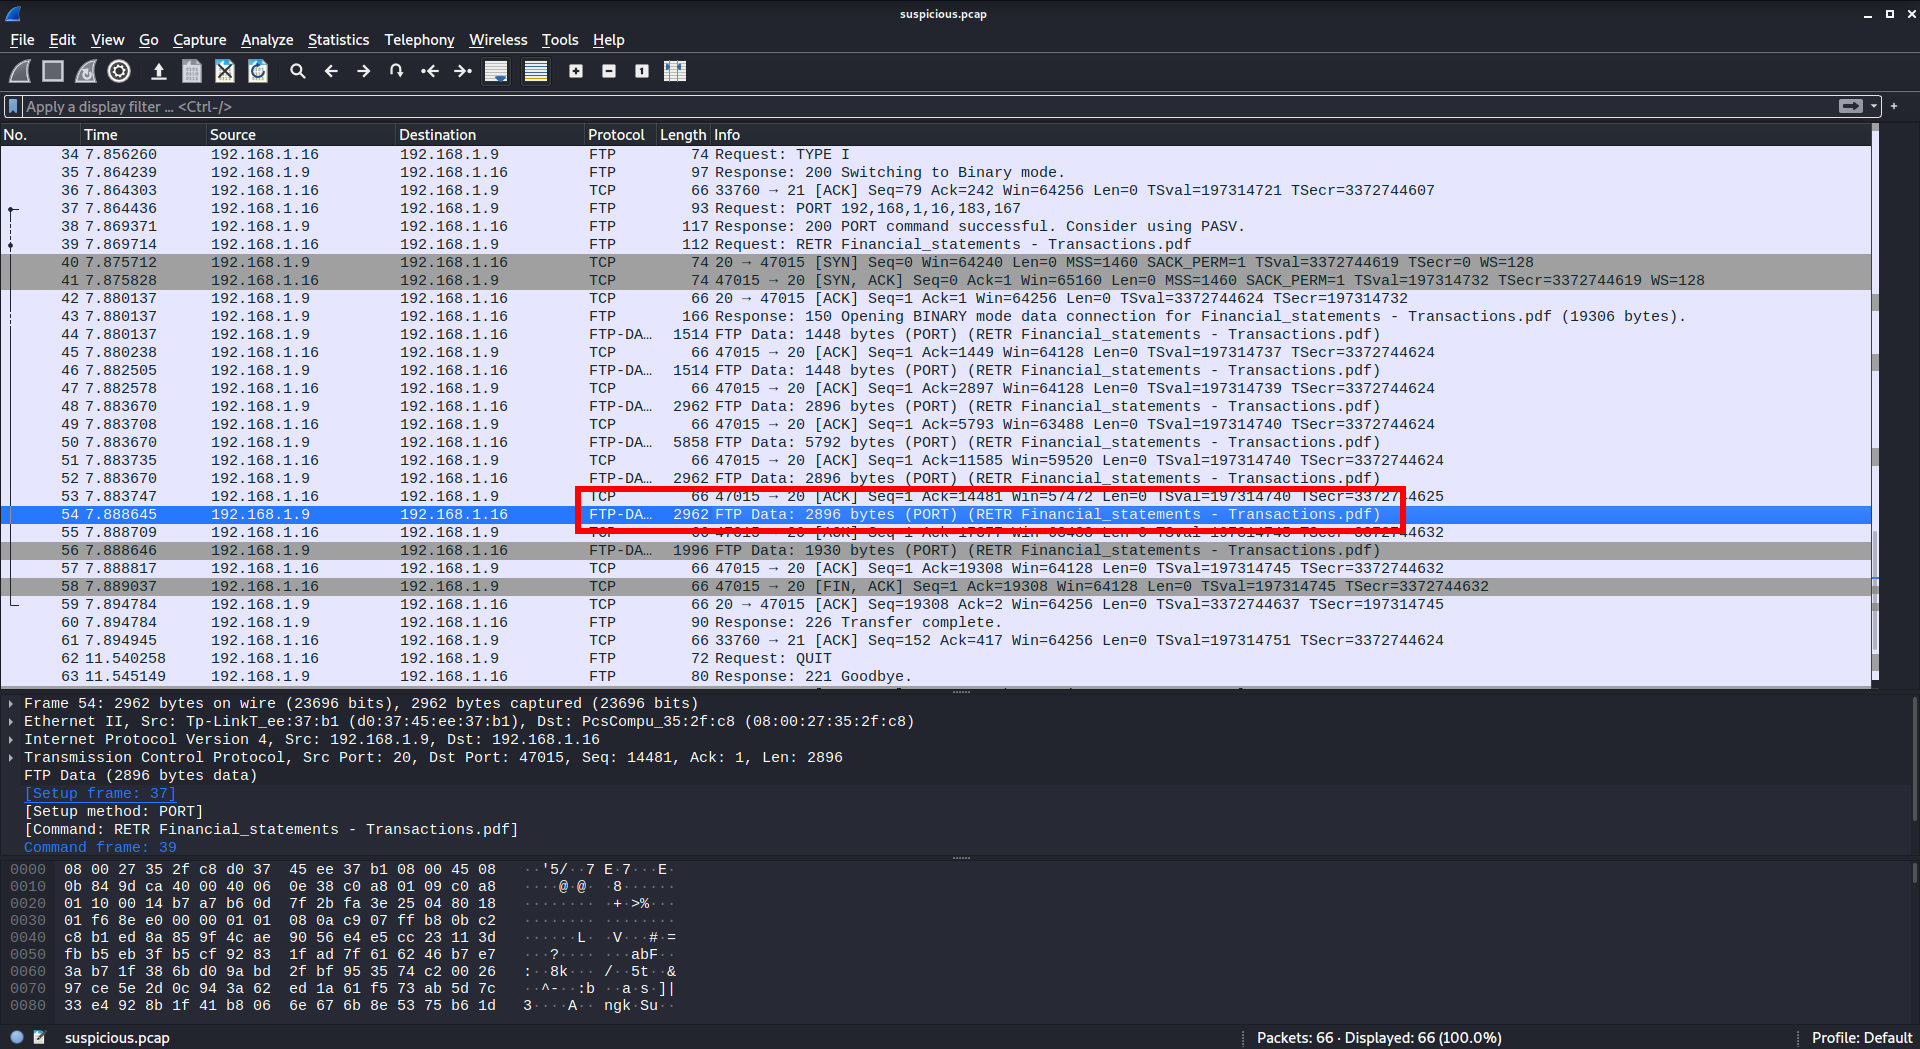 suspicious.pcap
File Edit View Go Capture Analyze Statistics Telephony Wireless Tools Help
Apply a display filter … <Ctrl-/>
No. Time Source Destination Protocol Length Info
34 7.856260 192.168.1.16 192.168.1.9 FTP 74 Request: TYPE I
35 7.864239 192.168.1.9 192.168.1.16 FTP 97 Response: 200 Switching to Binary mode.
36 7.864303 192.168.1.16 192.168.1.9 TCP 66 33760 → 21 [ACK] Seq=79 Ack=242 Win=64256 Len=0 TSval=197314721 TSecr=3372744607
37 7.864436 192.168.1.16 192.168.1.9 FTP 93 Request: PORT 192,168,1,16,183,167
38 7.869371 192.168.1.9 192.168.1.16 FTP 117 Response: 200 PORT command successful. Consider using PASV.
39 7.869714 192.168.1.16 192.168.1.9 FTP 112 Request: RETR Financial_statements - Transactions.pdf
40 7.875712 192.168.1.9 192.168.1.16 TCP 74 20 → 47015 [SYN] Seq=0 Win=64240 Len=0 MSS=1460 SACK_PERM=1 TSval=3372744619 TSecr=0 WS=128
41 7.875828 192.168.1.16 192.168.1.9 TCP 74 47015 → 20 [SYN, ACK] Seq=0 Ack=1 Win=65160 Len=0 MSS=1460 SACK_PERM=1 TSval=197314732 TSecr=3372744619 WS=128
42 7.880137 192.168.1.9 192.168.1.16 TCP 66 20 → 47015 [ACK] Seq=1 Ack=1 Win=64256 Len=0 TSval=3372744624 TSecr=197314732
43 7.880137 192.168.1.9 192.168.1.16 FTP 166 Response: 150 Opening BINARY mode data connection for Financial_statements - Transactions.pdf (19306 bytes).
44 7.880137 192.168.1.9 192.168.1.16 FTP-DA… 1514 FTP Data: 1448 bytes (PORT) (RETR Financial_statements - Transactions.pdf)
45 7.880238 192.168.1.16 192.168.1.9 TCP 66 47015 → 20 [ACK] Seq=1 Ack=1449 Win=64128 Len=0 TSval=197314737 TSecr=3372744624
46 7.882505 192.168.1.9 192.168.1.16 FTP-DA… 1514 FTP Data: 1448 bytes (PORT) (RETR Financial_statements - Transactions.pdf)
47 7.882578 192.168.1.16 192.168.1.9 TCP 66 47015 → 20 [ACK] Seq=1 Ack=2897 Win=64128 Len=0 TSval=197314739 TSecr=3372744624
48 7.883670 192.168.1.9 192.168.1.16 FTP-DA… 2962 FTP Data: 2896 bytes (PORT) (RETR Financial_statements - Transactions.pdf)
49 7.883708 192.168.1.16 192.168.1.9 TCP 66 47015 → 20 [ACK] Seq=1 Ack=5793 Win=63488 Len=0 TSval=197314740 TSecr=3372744624
50 7.883670 192.168.1.9 192.168.1.16 FTP-DA… 5858 FTP Data: 5792 bytes (PORT) (RETR Financial_statements - Transactions.pdf)
51 7.883735 192.168.1.16 192.168.1.9 TCP 66 47015 → 20 [ACK] Seq=1 Ack=11585 Win=59520 Len=0 TSval=197314740 TSecr=3372744624
52 7.883670 192.168.1.9 192.168.1.16 FTP-DA… 2962 FTP Data: 2896 bytes (PORT) (RETR Financial_statements - Transactions.pdf)
53 7.883747 192.168.1.16 192.168.1.9 TCP 66 47015 → 20 [ACK] Seq=1 Ack=14481 Win=57472 Len=0 TSval=197314740 TSecr=3372744625
54 7.888645 192.168.1.9 192.168.1.16 FTP-DA… 2962 FTP Data: 2896 bytes (PORT) (RETR Financial_statements - Transactions.pdf)
55 7.888709 192.168.1.16 192.168.1.9 TCP 66 47015 → 20 [ACK] Seq=1 Ack=17377 Win=63488 Len=0 TSval=197314745 TSecr=3372744632
56 7.888646 192.168.1.9 192.168.1.16 FTP-DA… 1996 FTP Data: 1930 bytes (PORT) (RETR Financial_statements - Transactions.pdf)
57 7.888817 192.168.1.16 192.168.1.9 TCP 66 47015 → 20 [ACK] Seq=1 Ack=19308 Win=64128 Len=0 TSval=197314745 TSecr=3372744632
58 7.889037 192.168.1.16 192.168.1.9 TCP 66 47015 → 20 [FIN, ACK] Seq=1 Ack=19308 Win=64128 Len=0 TSval=197314745 TSecr=3372744632
59 7.894784 192.168.1.9 192.168.1.16 TCP 66 20 → 47015 [ACK] Seq=19308 Ack=2 Win=64256 Len=0 TSval=3372744637 TSecr=197314745
60 7.894784 192.168.1.9 192.168.1.16 FTP 90 Response: 226 Transfer complete.
61 7.894945 192.168.1.16 192.168.1.9 TCP 66 33760 → 21 [ACK] Seq=152 Ack=417 Win=64256 Len=0 TSval=197314751 TSecr=3372744624
62 11.540258 192.168.1.16 192.168.1.9 FTP 72 Request: QUIT
63 11.545149 192.168.1.9 192.168.1.16 FTP 80 Response: 221 Goodbye.
Frame 54: 2962 bytes on wire (23696 bits), 2962 bytes captured (23696 bits)
Ethernet II, Src: Tp-LinkT_ee:37:b1 (d0:37:45:ee:37:b1), Dst: PcsCompu_35:2f:c8 (08:00:27:35:2f:c8)
Internet Protocol Version 4, Src: 192.168.1.9, Dst: 192.168.1.16
Transmission Control Protocol, Src Port: 20, Dst Port: 47015, Seq: 14481, Ack: 1, Len: 2896
FTP Data (2896 bytes data)
[Setup frame: 37]
[Setup method: PORT]
[Command: RETR Financial_statements - Transactions.pdf]
Command frame: 39
0000 08 00 27 35 2f c8 d0 37 45 ee 37 b1 08 00 45 08 ··'5/··7 E·7···E·
0010 0b 84 9d ca 40 00 40 06 0e 38 c0 a8 01 09 c0 a8 ····@·@· ·8······
0020 01 10 00 14 b7 a7 b6 0d 7f 2b fa 3e 25 04 80 18 ········ ·+·>%···
0030 01 f6 8e e0 00 00 01 01 08 0a c9 07 ff b8 0b c2 ········ ········
0040 c8 b1 ed 8a 85 9f 4c ae 90 56 e4 e5 cc 23 11 3d ······L· ·V···#·=
0050 fb b5 eb 3f b5 cf 92 83 1f ad 7f 61 62 46 b7 e7 ···?···· ···abF··
0060 3a b7 1f 38 6b d0 9a bd 2f bf 95 35 74 c2 00 26 :··8k··· /··5t··&
0070 97 ce 5e 2d 0c 94 3a 62 ed 1a 61 f5 73 ab 5d 7c ··^-··:b ··a·s·]|
0080 33 e4 92 8b 1f 41 b8 06 6e 67 6b 8e 53 75 b6 1d 3····A·· ngk·Su··
suspicious.pcap
Packets: 66 · Displayed: 66 (100.0%)
Profile: Default